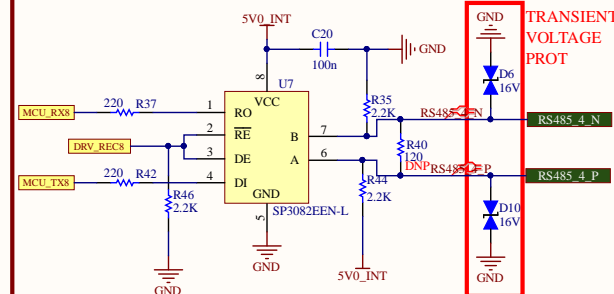 5V0_INT
GND
TRANSIENT
VOLTAGE
PROT
C20
100n
GND
D6
16V
8
U7
VCC
R35
2.2K
MCU_RX8
220
R37
1
RO
RS485_4_N
RS485_4_N
2
RE
B
7
DRV_REC8
3
DE
A
6
R40
120
DNP
RS485_4_P
RS485_4_P
MCU_TX8
220
R42
4
DI
R46
2.2K
GND
R44
2.2K
5
SP3082EEN-L
D10
16V
GND
5V0_INT
GND
GND